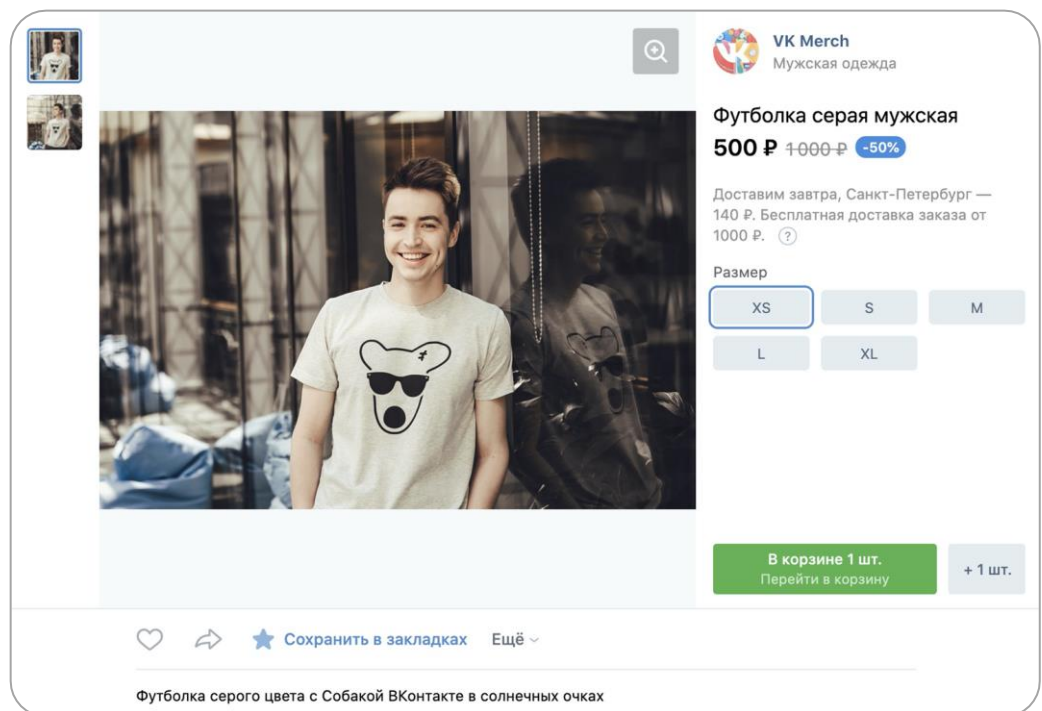 VK Merch
Мужская одежда
Футболка серая мужская
500 ₽ 1 000 ₽ -50%
Доставим завтра, Санкт-Петербург —
140 ₽. Бесплатная доставка заказа от
1000 ₽. ?
Размер
XS S M
L XL
В корзине 1 шт.
Перейти в корзину
+ 1 шт.
Сохранить в закладках Ещё
Футболка серого цвета с Собакой ВКонтакте в солнечных очках